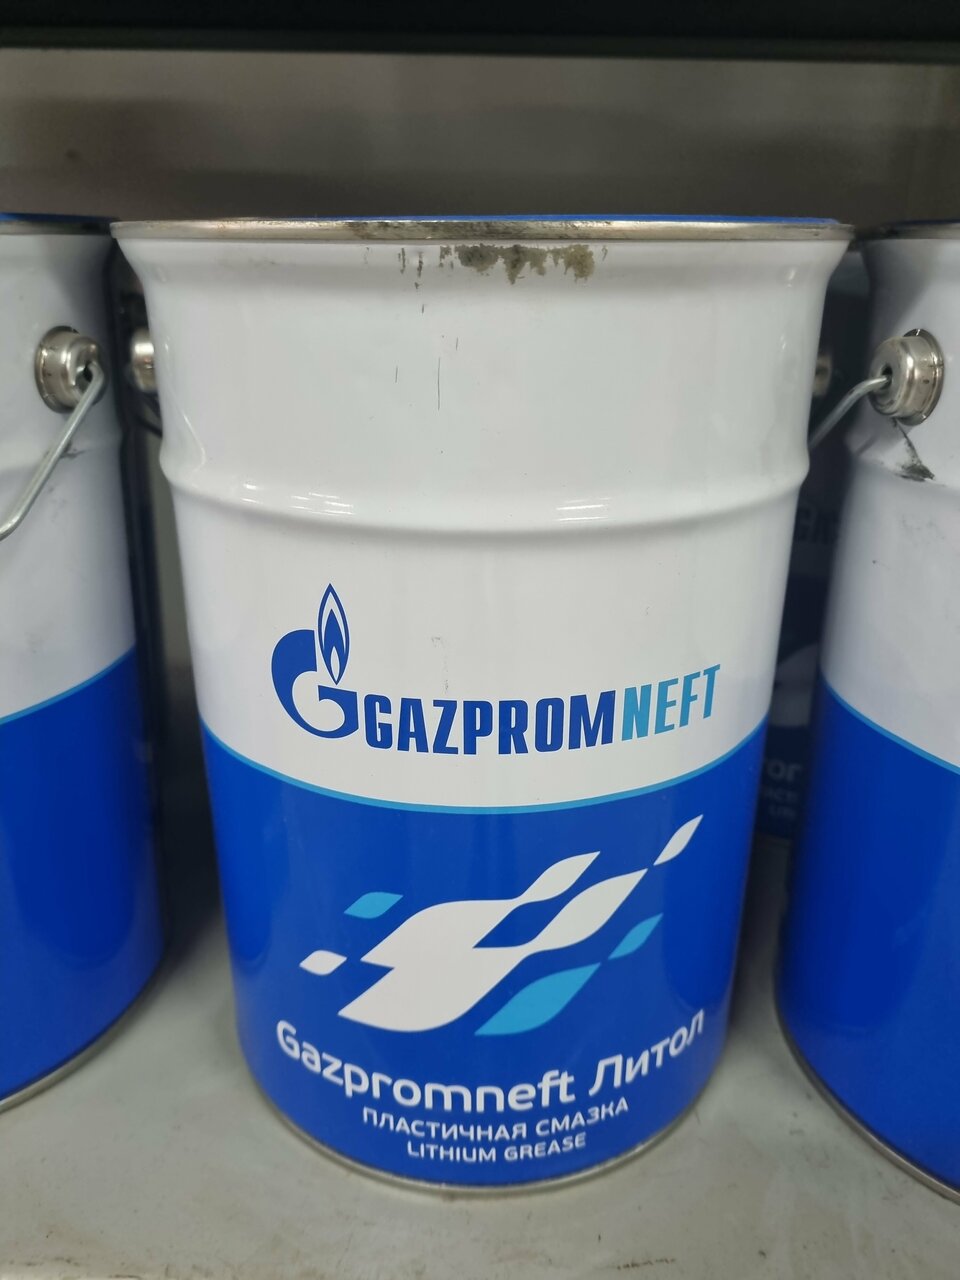 GAZPROMNEFT
Gazpromneft Литол
ПЛАСТИЧНАЯ СМАЗКА
LITHIUM GREASE